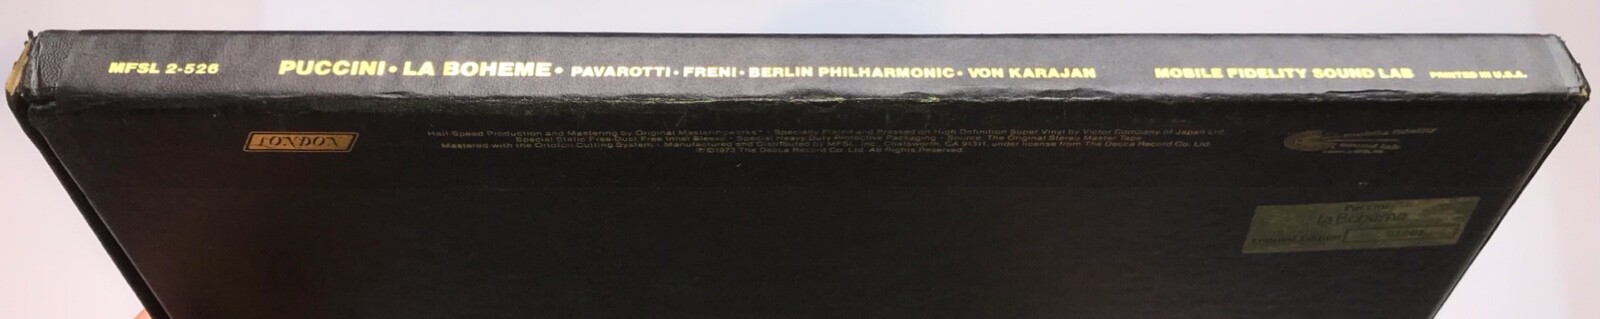 MFSL 2-526 PUCCINI • LA BOHEME • PAVAROTTI • FRENI • BERLIN PHILHARMONIC • VON KARAJAN MOBILE FIDELITY SOUND LAB PRINTED IN U.S.A.
LONDON
Half-Speed Production and Mastering by Original Masteringworks™ • Specially Plated and Pressed on High Definition Super Vinyl by Victor Company of Japan Ltd.
Special Static Free-Dust Free Inner Sleeve • Special Heavy Duty Protective Packaging • Source: The Original Stereo Master Tape
Mastered with the Ortofon Cutting System • Manufactured and Distributed by MFSL, Inc., Chatsworth, CA 91311, under license from The Decca Record Co. Ltd.
℗©1973 The Decca Record Co. Ltd. All Rights Reserved
mobile fidelity
sound lab
Puccini
la Boheme
Limited Edition